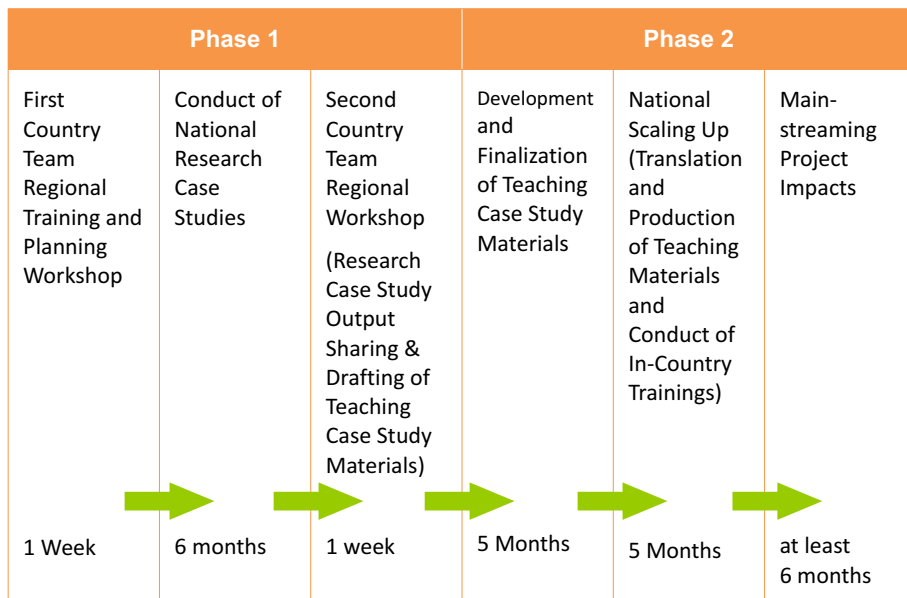 Phase 1
Phase 2
First
Country
Team
Regional
Training and
Planning
Workshop
1 Week
Conduct of
National
Research
Case
Studies
6 months
Second
Country
Team
Regional
Workshop
(Research
Case Study
Output
Sharing &
Drafting of
Teaching
Case Study
Materials)
1 week
Development
and
Finalization
of Teaching
Case Study
Materials
5 Months
National
Scaling Up
(Translation
and
Production
of Teaching
Materials
and
Conduct of
In-Country
Trainings)
5 Months
Main-
streaming
Project
Impacts
at least
6 months